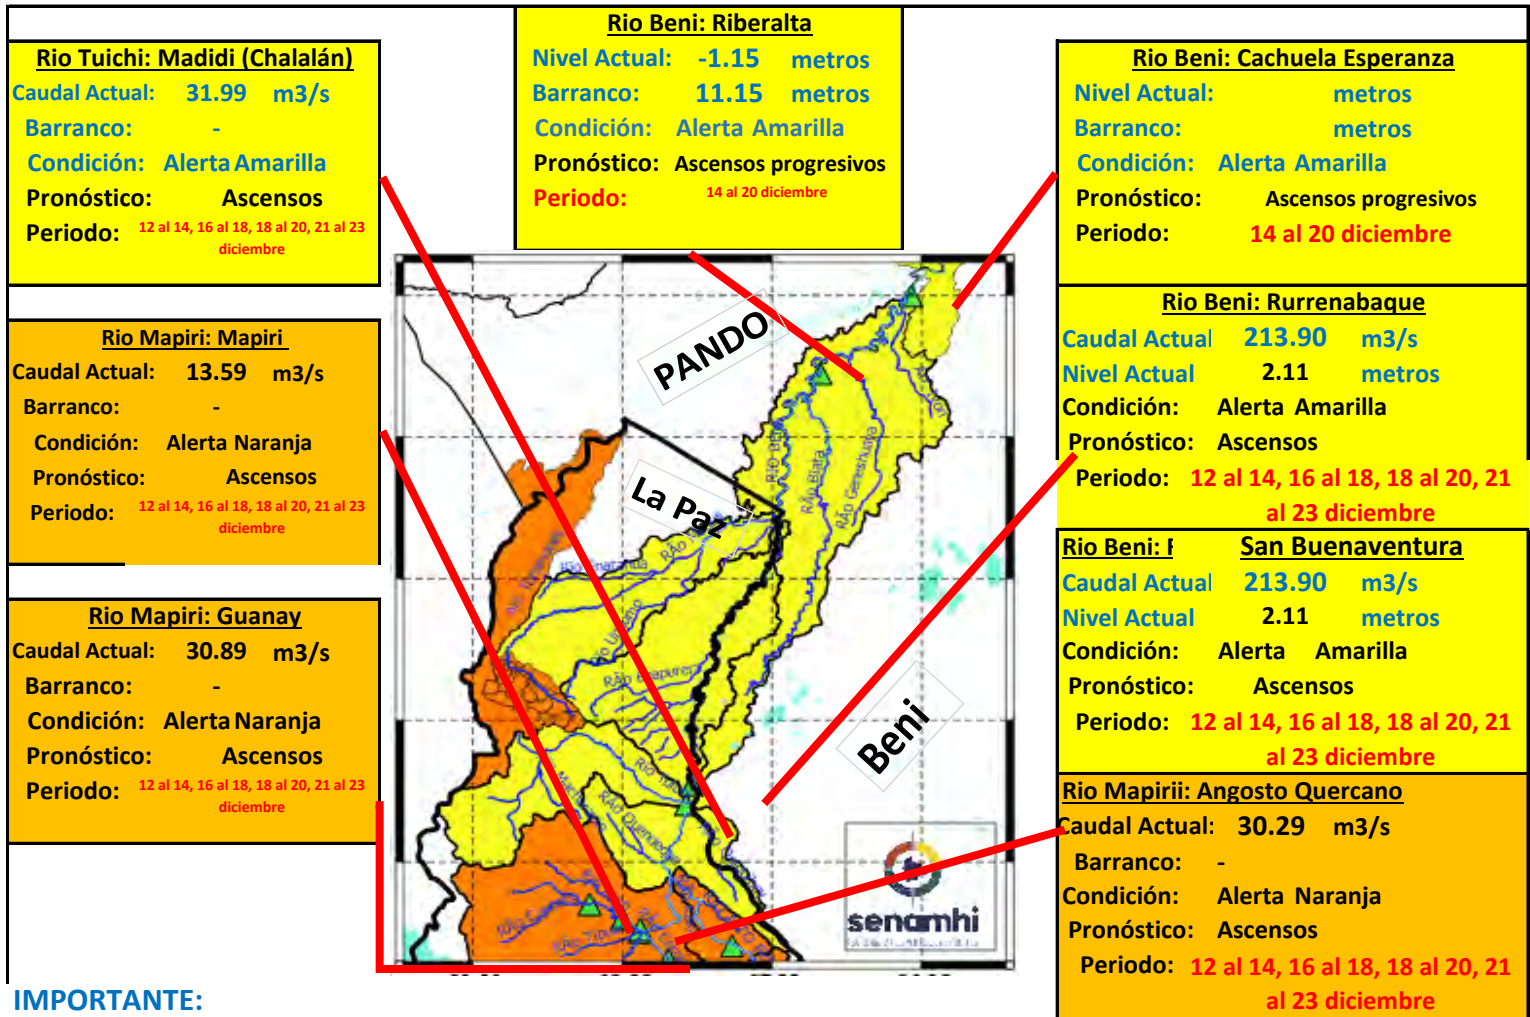 Rio Tuichi: Madidi (Chalalán)
Caudal Actual: 31.99 m3/s
Barranco: -
Condición: Alerta Amarilla
Pronóstico: Ascensos
Periodo: 12 al 14, 16 al 18, 18 al 20, 21 al 23
diciembre
Rio Mapiri: Mapiri
Caudal Actual: 13.59 m3/s
Barranco: -
Condición: Alerta Naranja
Pronóstico: Ascensos
Periodo: 12 al 14, 16 al 18, 18 al 20, 21 al 23
diciembre
Rio Mapiri: Guanay
Caudal Actual: 30.89 m3/s
Barranco: -
Condición: Alerta Naranja
Pronóstico: Ascensos
Periodo: 12 al 14, 16 al 18, 18 al 20, 21 al 23
diciembre
Rio Beni: Riberalta
Nivel Actual: -1.15 metros
Barranco: 11.15 metros
Condición: Alerta Amarilla
Pronóstico: Ascensos progresivos
Periodo: 14 al 20 diciembre
PANDO
La Paz
Beni
RÃo Biata
RÃo Geneshuaya
senamhi
Rio Beni: Cachuela Esperanza
Nivel Actual: metros
Barranco: metros
Condición: Alerta Amarilla
Pronóstico: Ascensos progresivos
Periodo: 14 al 20 diciembre
Rio Beni: Rurrenabaque
Caudal Actual 213.90 m3/s
Nivel Actual 2.11 metros
Condición: Alerta Amarilla
Pronóstico: Ascensos
Periodo: 12 al 14, 16 al 18, 18 al 20, 21
al 23 diciembre
Rio Beni: San Buenaventura
Caudal Actual 213.90 m3/s
Nivel Actual 2.11 metros
Condición: Alerta Amarilla
Pronóstico: Ascensos
Periodo: 12 al 14, 16 al 18, 18 al 20, 21
al 23 diciembre
Rio Mapirii: Angosto Quercano
Caudal Actual: 30.29 m3/s
Barranco: -
Condición: Alerta Naranja
Pronóstico: Ascensos
Periodo: 12 al 14, 16 al 18, 18 al 20, 21
al 23 diciembre
IMPORTANTE: